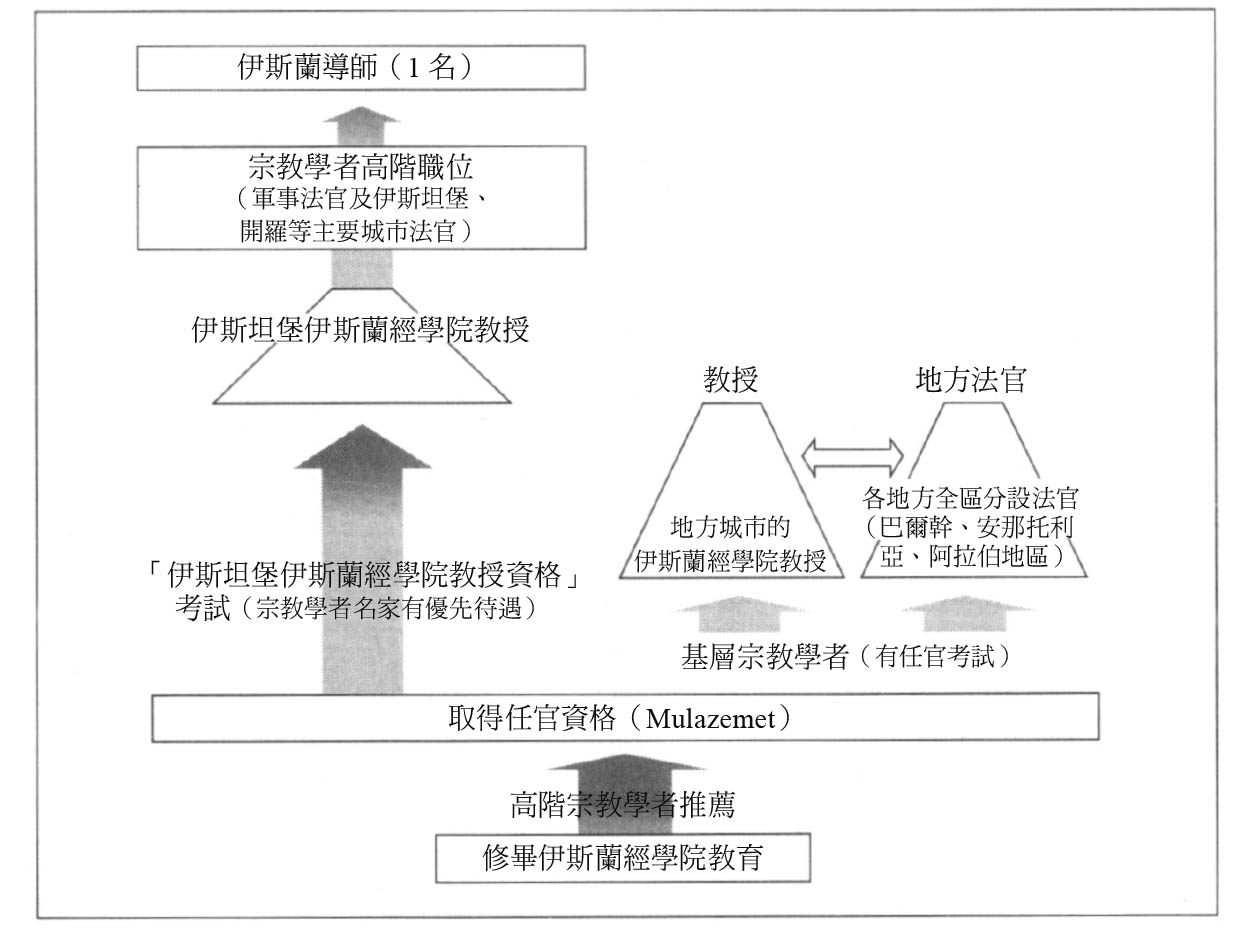 伊斯蘭導師（1 名）
宗教學者高階職位
（軍事法官及伊斯坦堡、
開羅等主要城市法官）
伊斯坦堡伊斯蘭經學院教授
「伊斯坦堡伊斯蘭經學院教授資格」
考試（宗教學者名家有優先待遇）
教授
地方城市的
伊斯蘭經學院教授
地方法官
各地方全區分設法官
（巴爾幹、安那托利
亞、阿拉伯地區）
基層宗教學者（有任官考試）
取得任官資格（Mulazemet）
高階宗教學者推薦
修畢伊斯蘭經學院教育